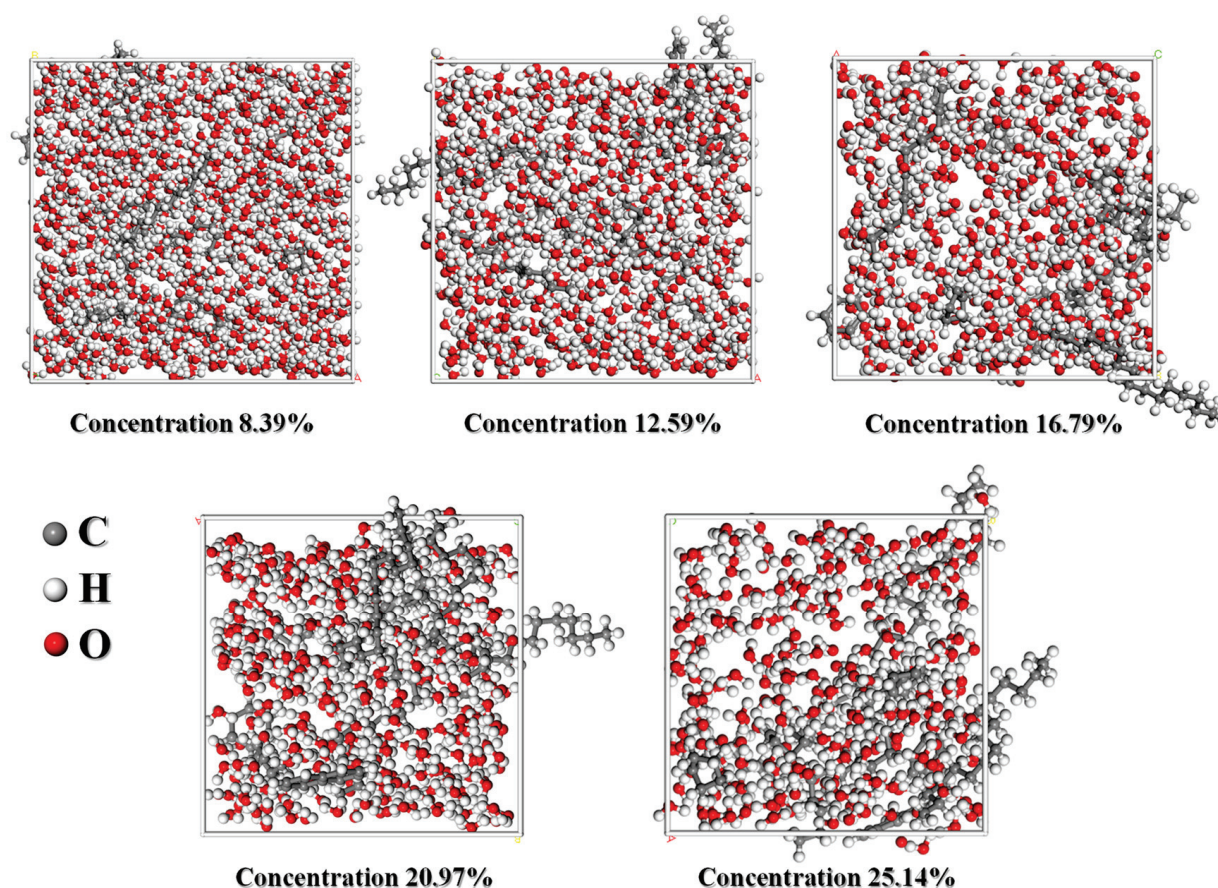 B
A
A
A
C
Concentration 8.39%
Concentration 12.59%
Concentration 16.79%
C
H
O
A
B
A
Concentration 20.97%
Concentration 25.14%